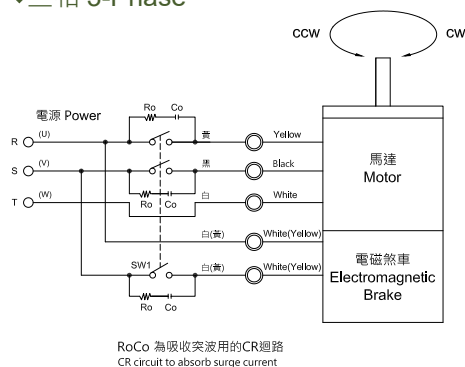 三相 3-Phase
CCW CW
Ro Co
電源 Power
R (U) 黃 Yellow
S (V) 黑 Black
T (W) 白 White
Ro Co
馬達
Motor
白(黃) White(Yellow)
SW1 白(黃) White(Yellow)
Ro Co
電磁煞車
Electromagnetic
Brake
RoCo 為吸收突波用的CR迴路
CR circuit to absorb surge current